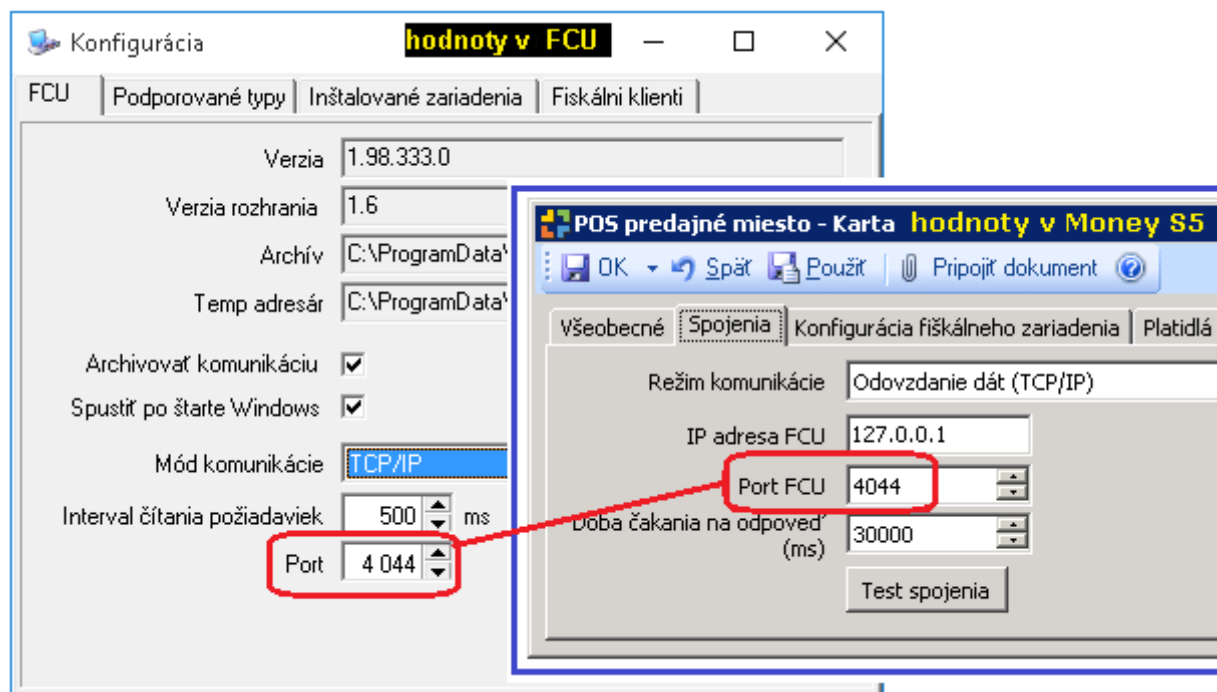 Konfigurácia hodnoty v FCU
FCU Podporované typy Inštalované zariadenia Fiskálni klienti
Verzia 1.98.333.0
Verzia rozhrania 1.6
Archív C:\ProgramData\
Temp adresár C:\ProgramData\
Archivovať komunikáciu
Spustiť po štarte Windows
Mód komunikácie TCP/IP
Interval čítania požiadaviek 500 ms
Port 4 044
POS predajné miesto - Karta hodnoty v Money S5
OK Späť Použiť Pripojiť dokument
Všeobecné Spojenia Konfigurácia fiškálneho zariadenia Platidlá
Režim komunikácie Odovzdanie dát (TCP/IP)
IP adresa FCU 127.0.0.1
Port FCU 4044
Doba čakania na odpoveď
(ms) 30000
Test spojenia